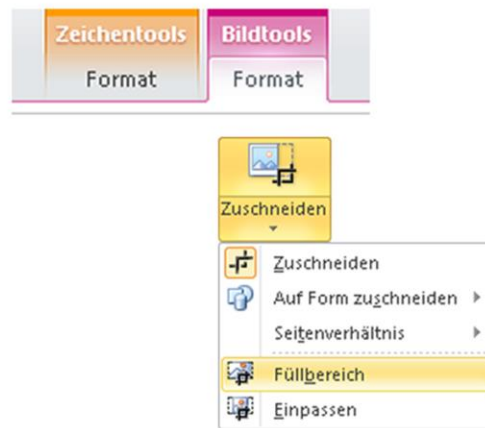 Zeichentools Bildtools
Format Format
Zuschneiden
Zuschneiden
Auf Form zuschneiden
Seitenverhältnis
Füllbereich
Einpassen